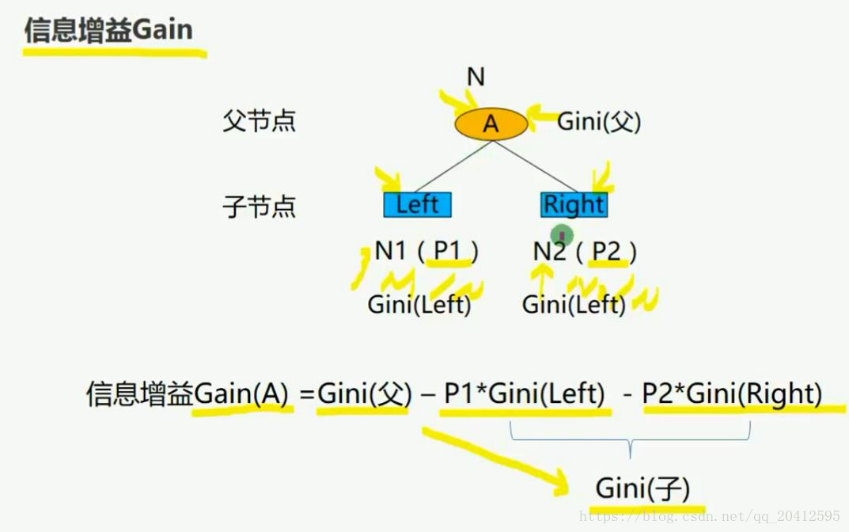 信息增益Gain
N
父节点
A
Gini(父)
子节点
Left
Right
N1 ( P1 )
N2 ( P2 )
Gini(Left)
Gini(Left)
信息增益Gain(A) =Gini(父) – P1*Gini(Left) - P2*Gini(Right)
Gini(子)
https://blog.csdn.net/qq_20412595